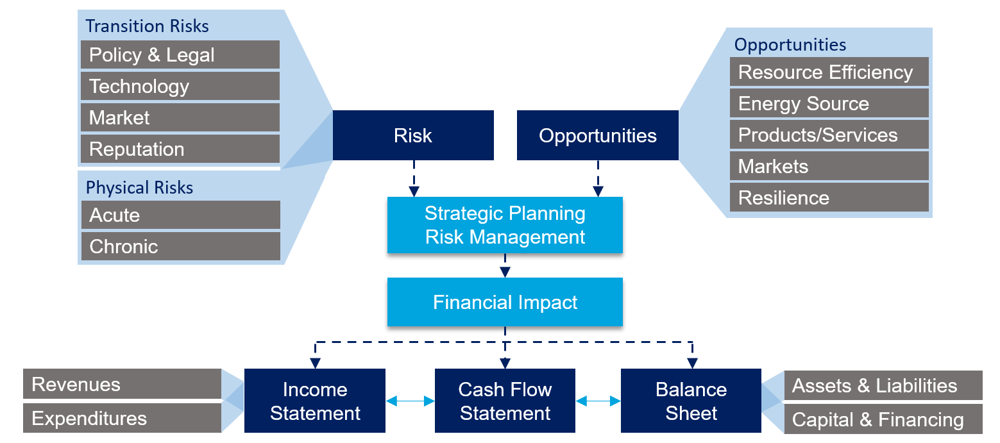 Transition Risks
Policy & Legal
Technology
Market
Reputation
Physical Risks
Acute
Chronic
Risk
Opportunities
Opportunities
Resource Efficiency
Energy Source
Products/Services
Markets
Resilience
Strategic Planning
Risk Management
Financial Impact
Revenues
Expenditures
Income
Statement
Cash Flow
Statement
Balance
Sheet
Assets & Liabilities
Capital & Financing